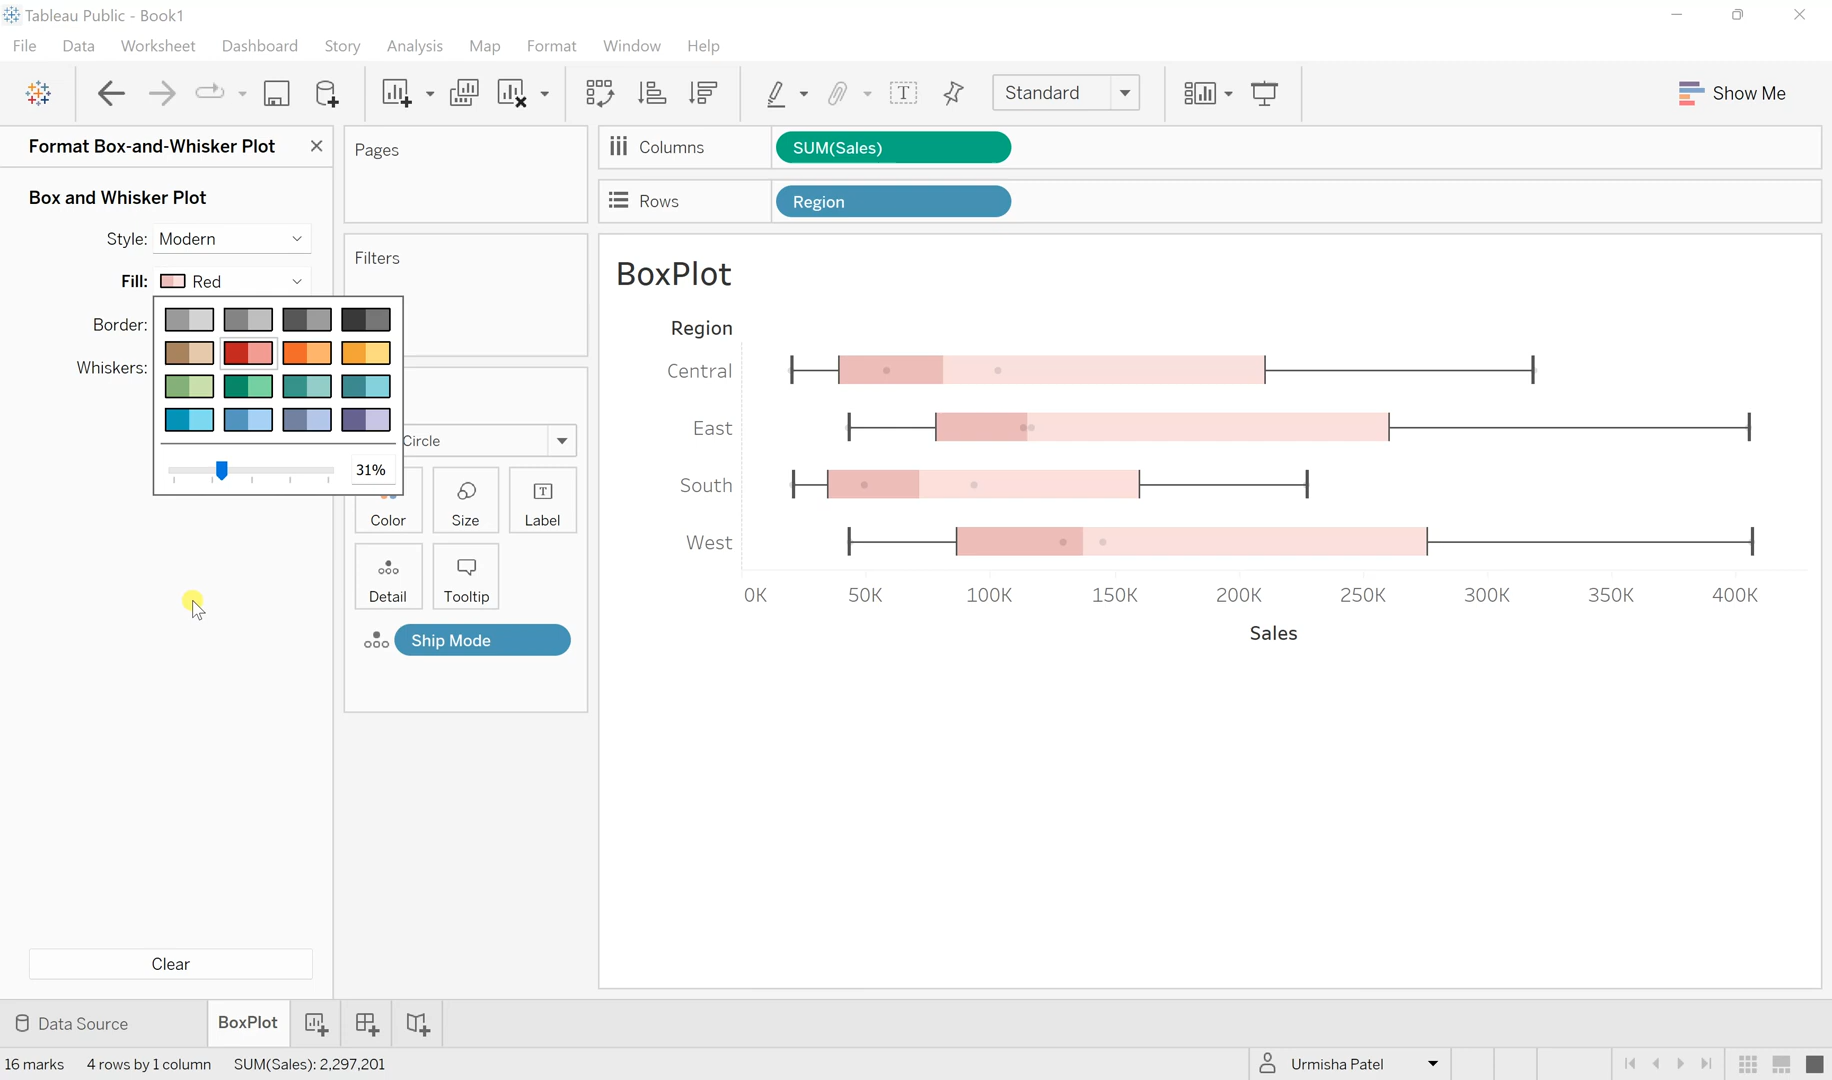 Tableau Public - Book1
File Data Worksheet Dashboard Story Analysis Map Format Window Help
Standard
Show Me
Format Box-and-Whisker Plot
Box and Whisker Plot
Style: Modern
Fill: Red
Border:
Whiskers:
31%
Clear
Pages
Filters
Circle
Color
Size
Label
Detail
Tooltip
Ship Mode
Columns
SUM(Sales)
Rows
Region
BoxPlot
Region
Central
East
South
West
0K 50K 100K 150K 200K 250K 300K 350K 400K
Sales
Data Source
BoxPlot
16 marks 4 rows by 1 column SUM(Sales): 2,297,201
Urmisha Patel